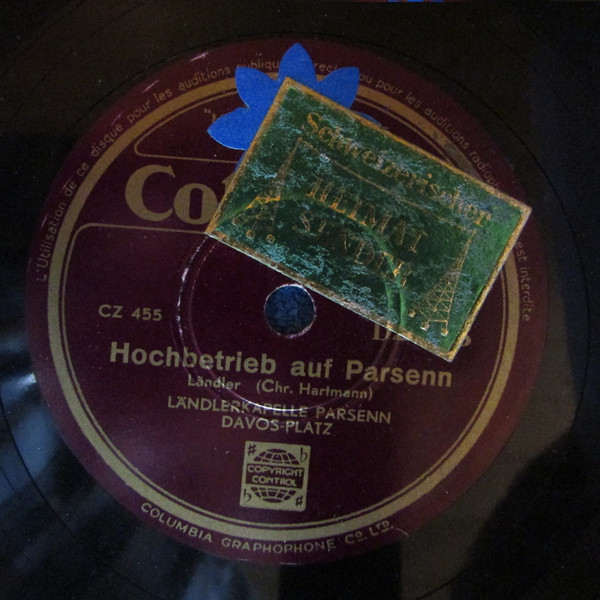 L'Utilisation de ce disque pour les auditions publiques
ou pour les auditions radiophoniques est interdite
Schweizerischer
HEIMAT
Col
CZ 455
Hochbetrieb auf Parsenn
Ländler (Chr. Hartmann)
LÄNDLERKAPELLE PARSENN
DAVOS-PLATZ
COPYRIGHT
CONTROL
COLUMBIA GRAPHOPHONE CO. LTD.